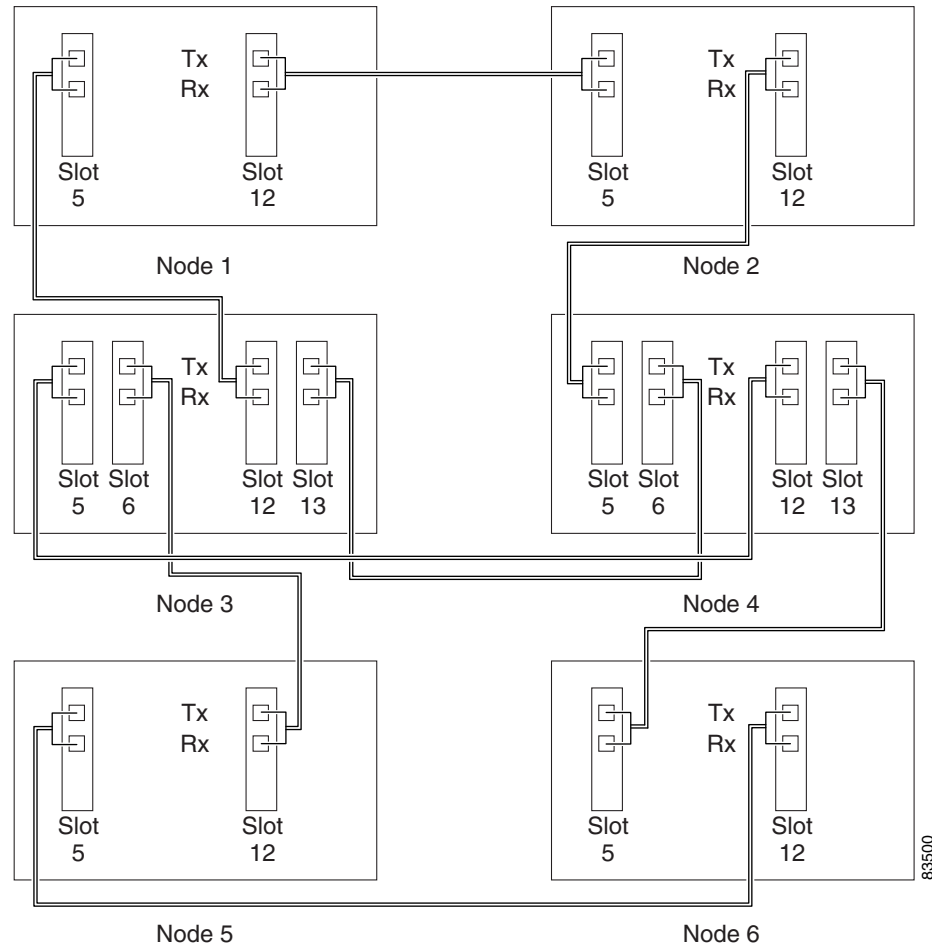 Tx
Rx
Slot
5
Slot
12
Tx
Rx
Slot
5
Slot
12
Node 1
Node 2
Tx
Rx
Slot
5
Slot
6
Slot
12
Slot
13
Tx
Rx
Slot
5
Slot
6
Slot
12
Slot
13
Node 3
Node 4
Tx
Rx
Slot
5
Slot
12
Tx
Rx
Slot
5
Slot
12
83500
Node 5
Node 6